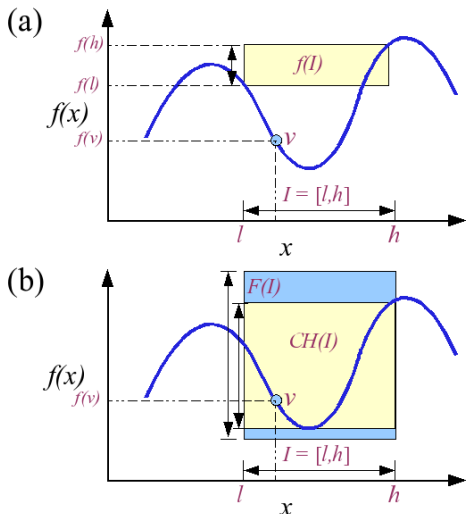 (a)
f(h)
f(I)
f(l)
f(x)
f(v)
v
I = [l,h]
l
h
x
(b)
F(I)
CH(I)
f(x)
f(v)
v
I = [l,h]
l
h
x